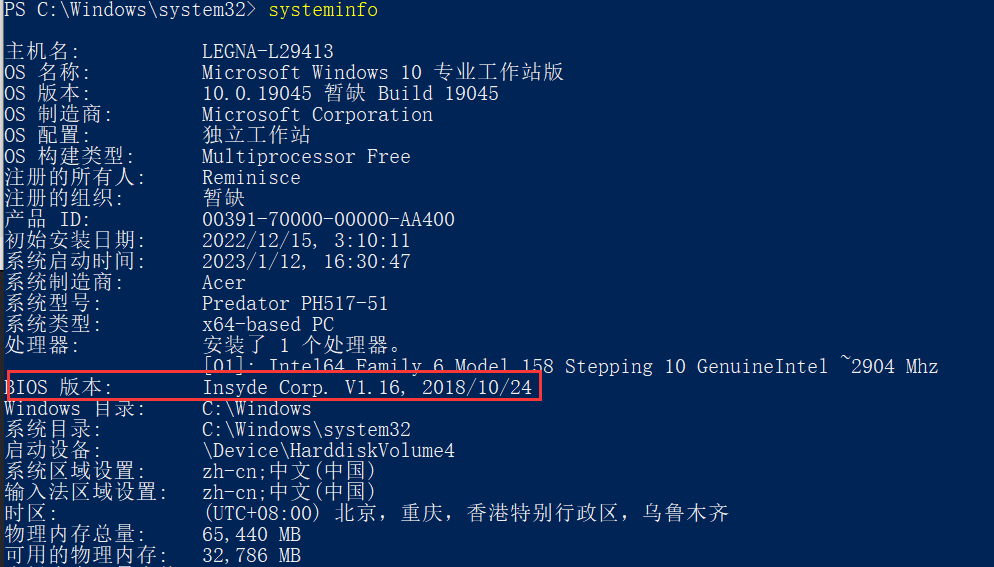 PS C:\Windows\system32> systeminfo
主机名: LEGNA-L29413
OS 名称: Microsoft Windows 10 专业工作站版
OS 版本: 10.0.19045 暂缺 Build 19045
OS 制造商: Microsoft Corporation
OS 配置: 独立工作站
OS 构建类型: Multiprocessor Free
注册的所有人: Reminisce
注册的组织: 暂缺
产品 ID: 00391-70000-00000-AA400
初始安装日期: 2022/12/15, 3:10:11
系统启动时间: 2023/1/12, 16:30:47
系统制造商: Acer
系统型号: Predator PH517-51
系统类型: x64-based PC
处理器: 安装了 1 个处理器。
[01]: Intel64 Family 6 Model 158 Stepping 10 GenuineIntel ~2904 Mhz
BIOS 版本: Insyde Corp. V1.16, 2018/10/24
Windows 目录: C:\Windows
系统目录: C:\Windows\system32
启动设备: \Device\HarddiskVolume4
系统区域设置: zh-cn;中文(中国)
输入法区域设置: zh-cn;中文(中国)
时区: (UTC+08:00) 北京，重庆，香港特别行政区，乌鲁木齐
物理内存总量: 65,440 MB
可用的物理内存: 32,786 MB